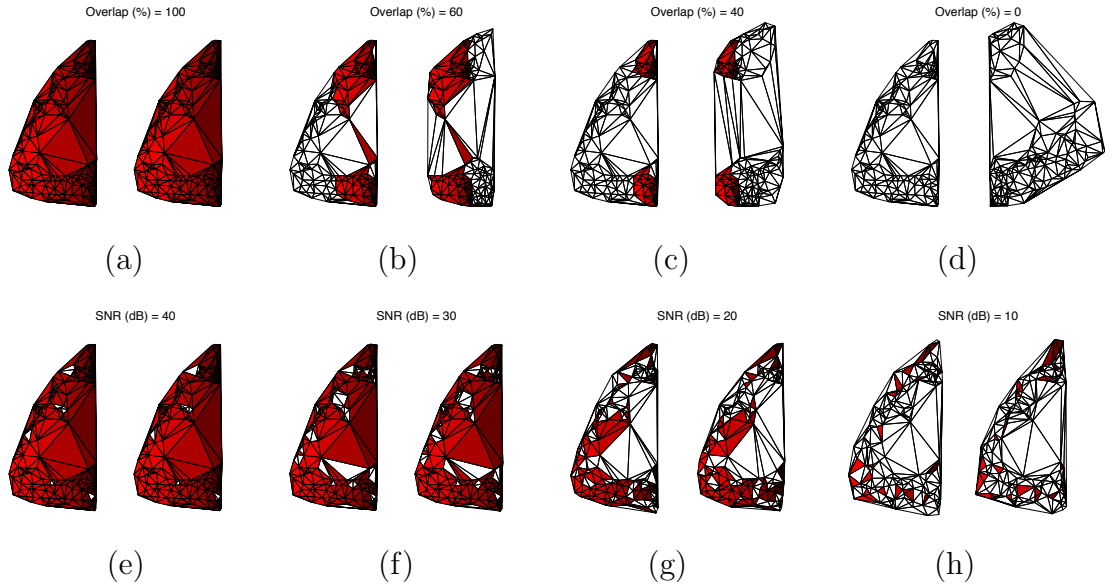 Overlap (%) = 100
Overlap (%) = 60
Overlap (%) = 40
Overlap (%) = 0
(a)
(b)
(c)
(d)
SNR (dB) = 40
SNR (dB) = 30
SNR (dB) = 20
SNR (dB) = 10
(e)
(f)
(g)
(h)